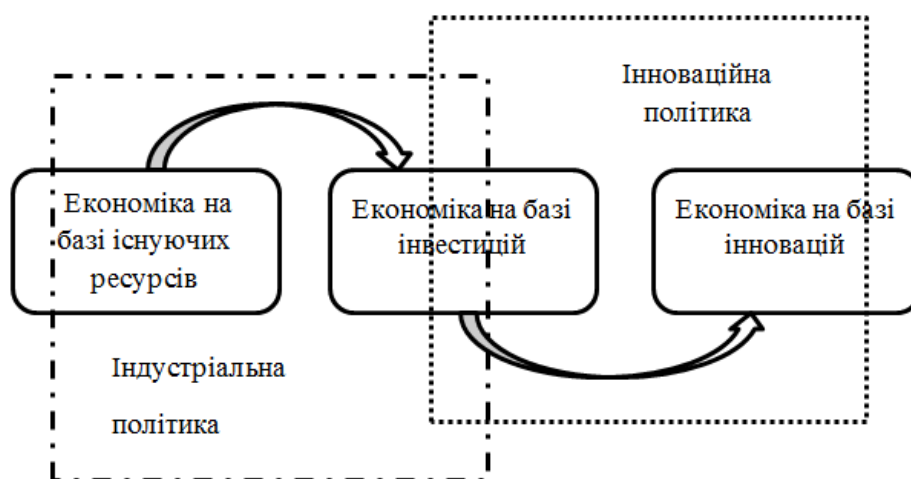 Інноваційна
політика
Економіка на
базі існуючих
ресурсів
Економіка на базі
інвестицій
Економіка на базі
інновацій
Індустріальна
політика